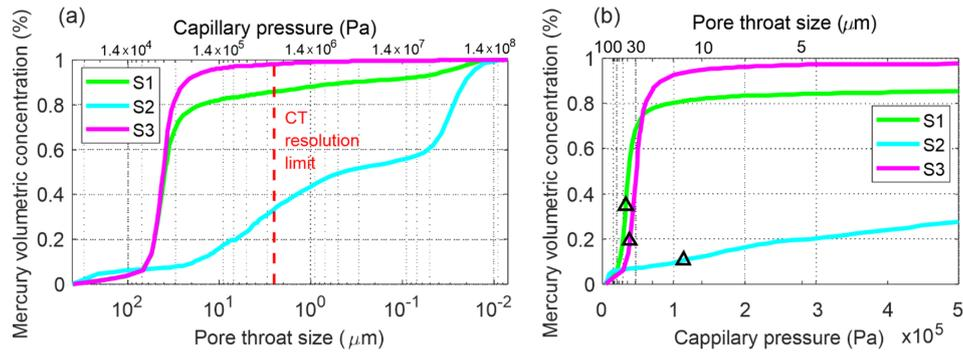 (a)
Capillary pressure (Pa)
1.4×10⁴ 1.4×10⁵ 1.4×10⁶ 1.4×10⁷ 1.4×10⁸
Mercury volumetric concentration (%)
1
0.8
0.6
0.4
0.2
0
S1
S2
S3
CT
resolution
limit
10² 10¹ 10⁰ 10⁻¹ 10⁻²
Pore throat size (μm)
(b)
Pore throat size (μm)
100 30 10 5
Mercury volumetric concentration (%)
1
0.8
0.6
0.4
0.2
0
S1
S2
S3
0 1 2 3 4 5
Cappilary pressure (Pa) x10⁵